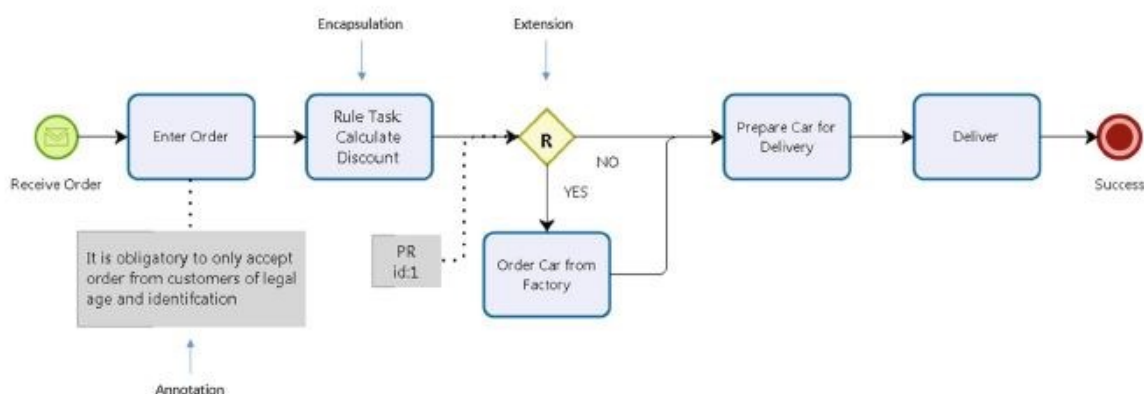 Encapsulation
Extension
Enter Order
Rule Task:
Calculate
Discount
R
NO
YES
Prepare Car for
Delivery
Deliver
Receive Order
Success
PR
id:1
Order Car from
Factory
It is obligatory to only accept
order from customers of legal
age and identifcation
Annotation